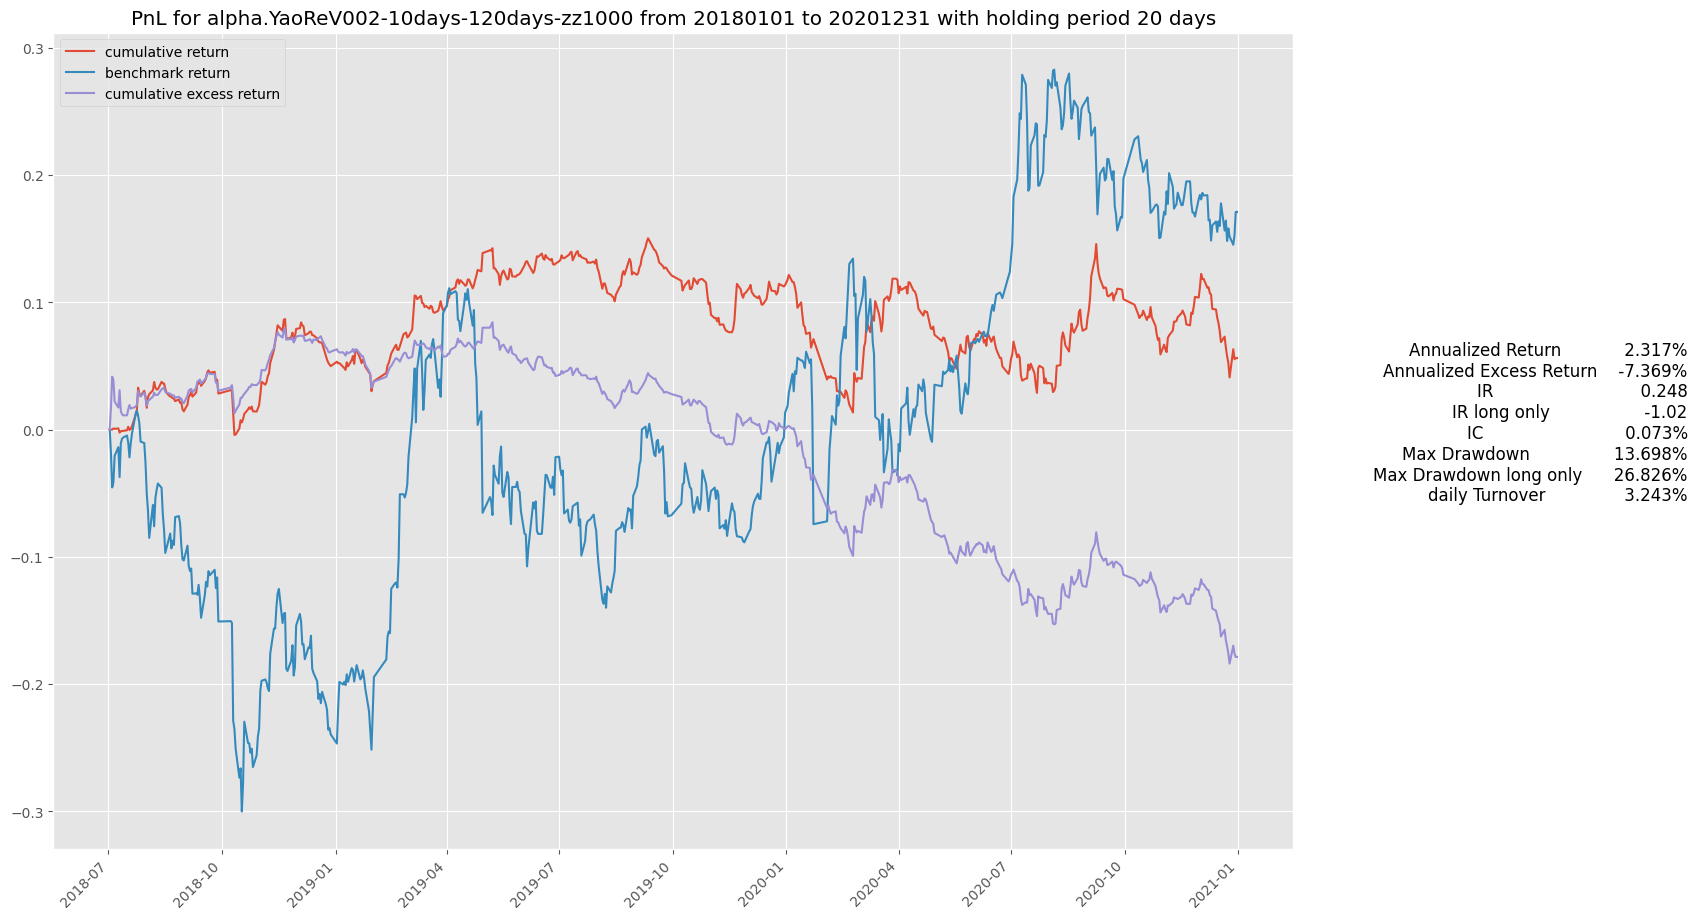 PnL for alpha.YaoReV002-10days-120days-zz1000 from 20180101 to 20201231 with holding period 20 days
cumulative return
benchmark return
cumulative excess return
0.3
0.2
0.1
0.0
−0.1
−0.2
−0.3
2018-07
2018-10
2019-01
2019-04
2019-07
2019-10
2020-01
2020-04
2020-07
2020-10
2021-01
Annualized Return 2.317%
Annualized Excess Return -7.369%
IR 0.248
IR long only -1.02
IC 0.073%
Max Drawdown 13.698%
Max Drawdown long only 26.826%
daily Turnover 3.243%